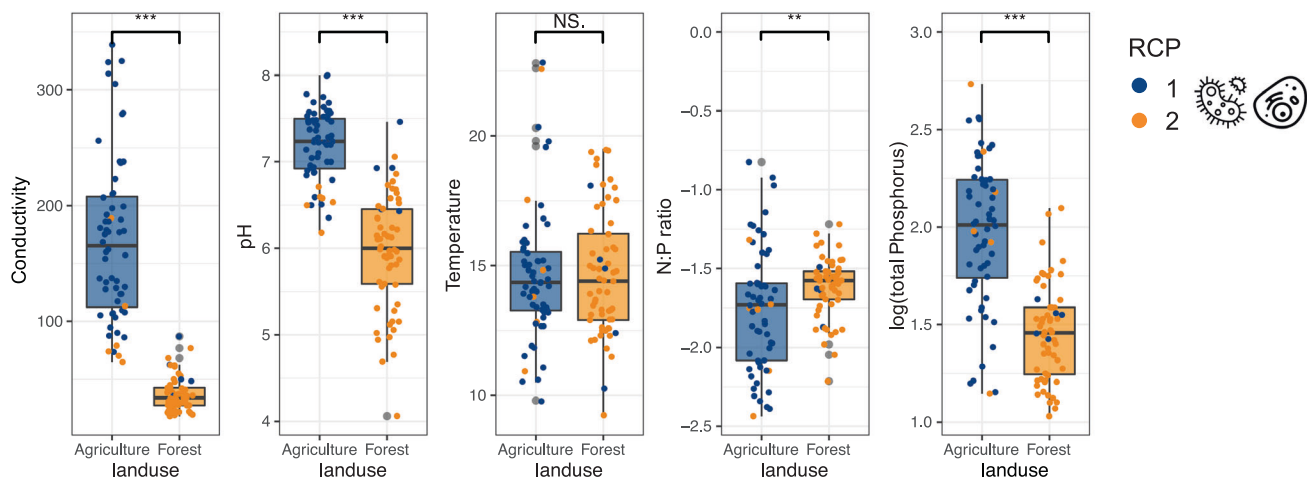 ***
Conductivity
300
200
100
Agriculture Forest
landuse
***
pH
8
7
6
5
4
Agriculture Forest
landuse
NS.
Temperature
20
15
10
Agriculture Forest
landuse
**
N:P ratio
0.0
−1.0
−1.5
−2.0
−2.5
Agriculture Forest
landuse
***
log(total Phosphorus)
3.0
2.5
2.0
1.5
1.0
Agriculture Forest
landuse
RCP
1
2